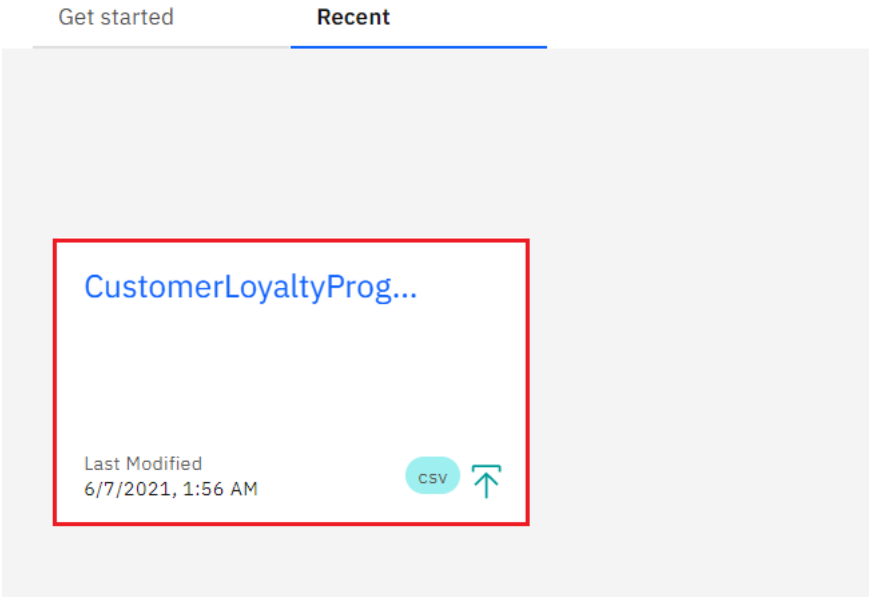 Get started
Recent
CustomerLoyaltyProg...
Last Modified
6/7/2021, 1:56 AM
csv